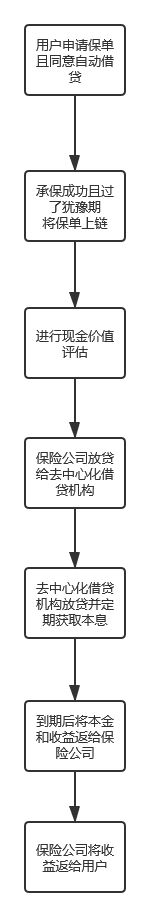 用户申请保单
且同意自动借
贷
承保成功且过
了犹豫期
将保单上链
进行现金价值
评估
保险公司放贷
给去中心化借
贷机构
去中心化借贷
机构放贷并定
期获取本息
到期后将本金
和收益返给保
险公司
保险公司将收
益返给用户